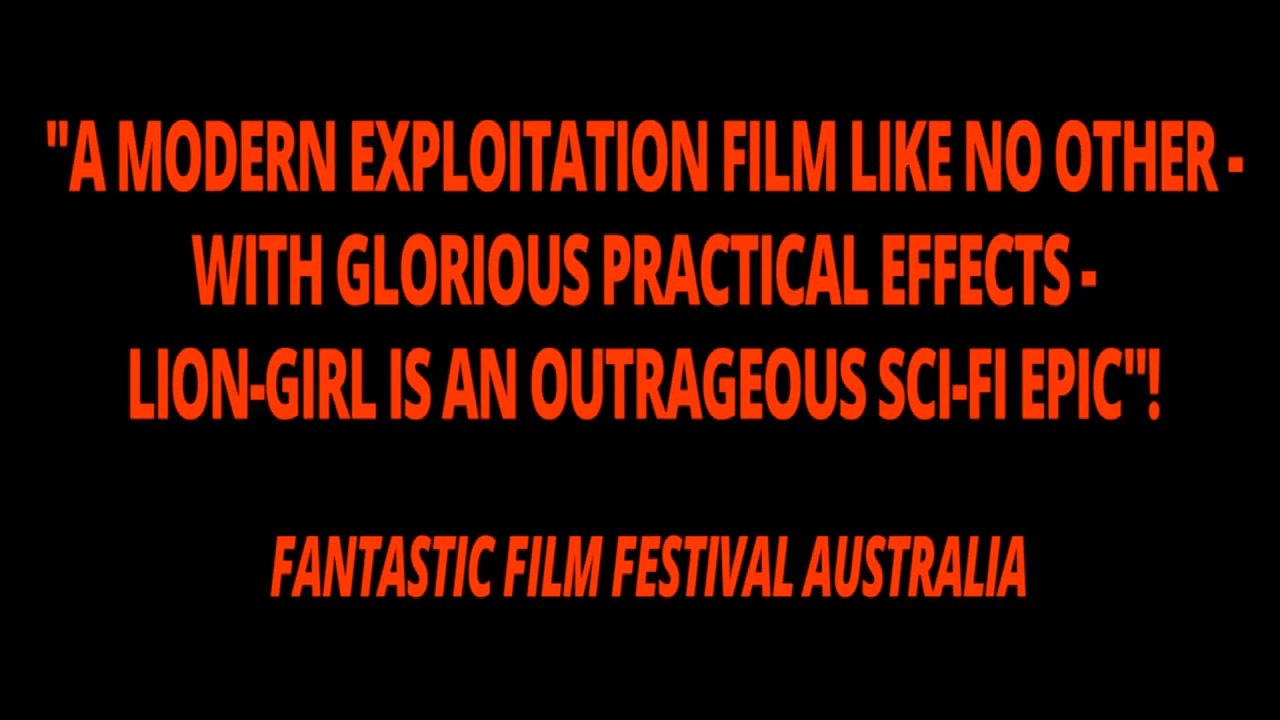 "A MODERN EXPLOITATION FILM LIKE NO OTHER -
WITH GLORIOUS PRACTICAL EFFECTS -
LION-GIRL IS AN OUTRAGEOUS SCI-FI EPIC"!
FANTASTIC FILM FESTIVAL AUSTRALIA